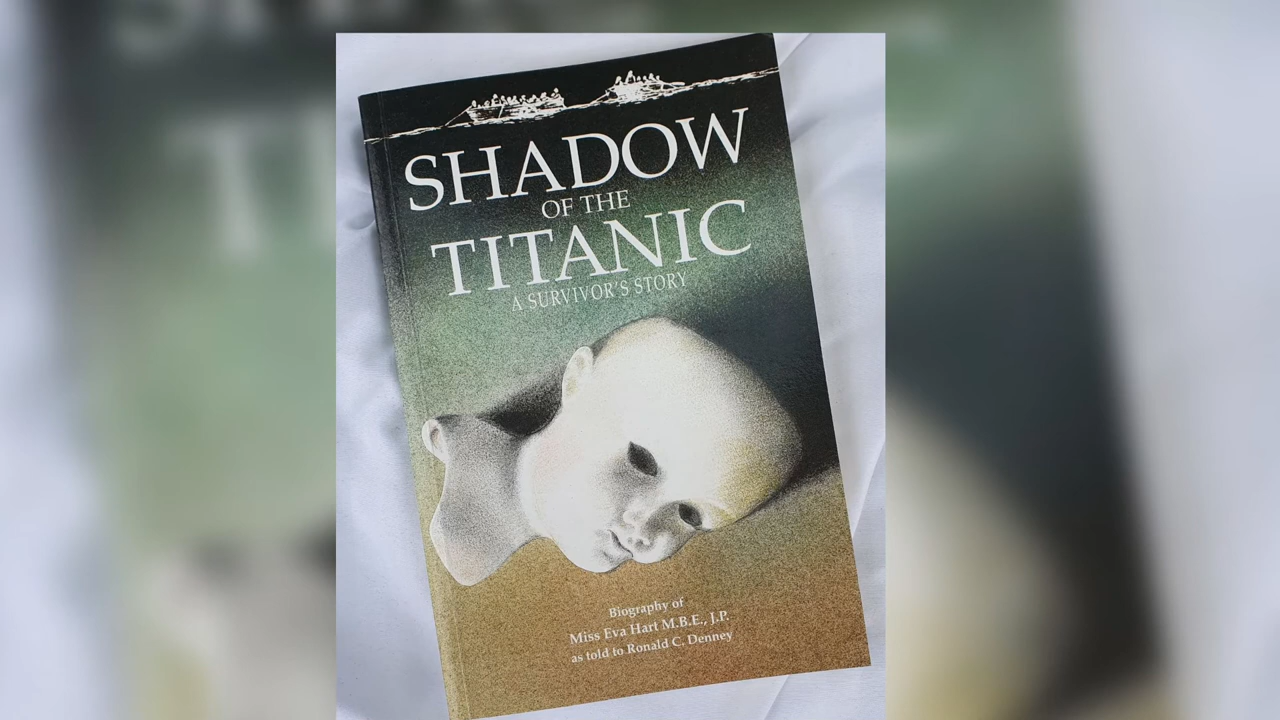 SHADOW
OF THE
TITANIC
A SURVIVOR'S STORY
Biography of
Miss Eva Hart M.B.E., J.P.
as told to Ronald C. Denney